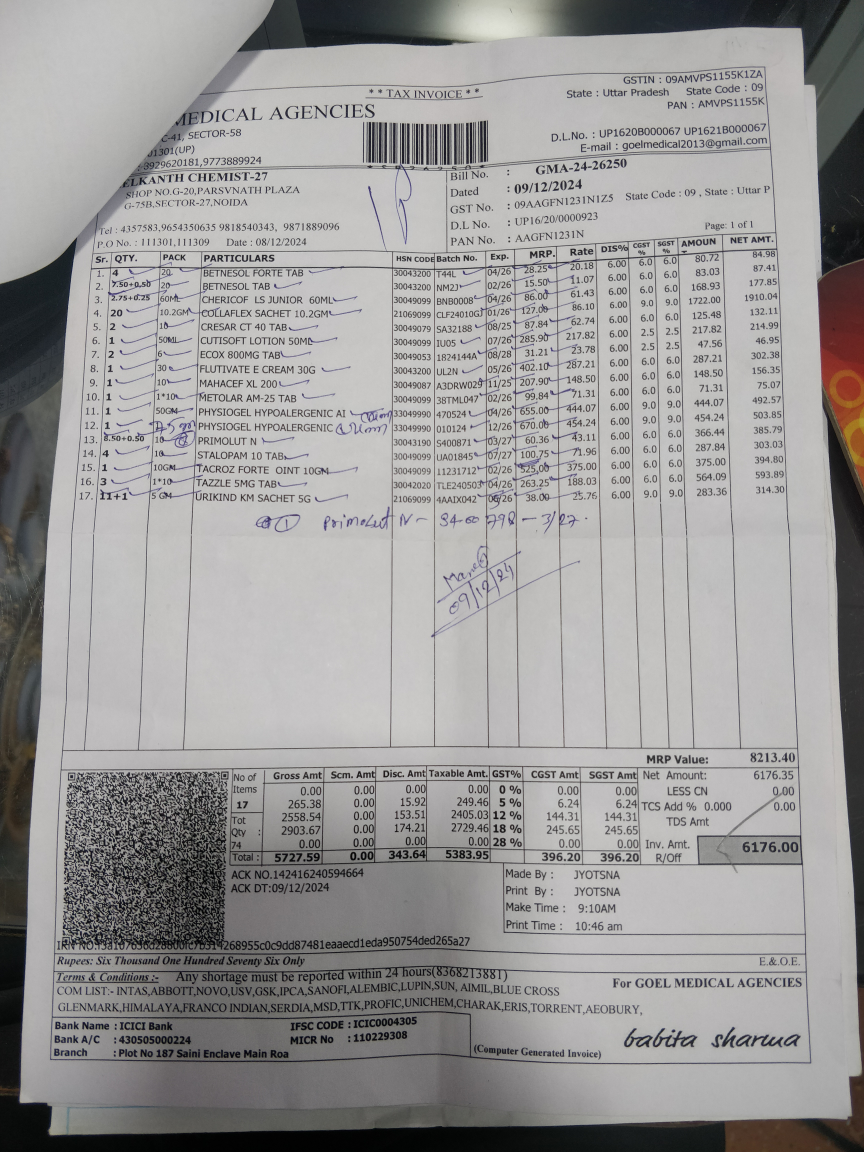 * * TAX INVOICE * *
GSTIN : 09AMVPS1155K1ZA
State : Uttar Pradesh State Code : 09
PAN : AMVPS1155K
MEDICAL AGENCIES
C-41, SECTOR-58
01301(UP)
8929620181,9773889924
D.L.No. : UP1620B000067 UP1621B000067
E-mail : goelmedical2013@gmail.com
ELKANTH CHEMIST-27
SHOP NO.G-20,PARSVNATH PLAZA
G-75B,SECTOR-27,NOIDA
Tel : 4357583,9654350635 9818540343, 9871889096
P.O No : 111301,111309 Date : 08/12/2024
Bill No. : GMA-24-26250
Dated : 09/12/2024
GST No. : 09AAGFN1231N1Z5 State Code : 09 , State : Uttar P
D.L No. : UP16/20/0000923
PAN No. : AAGFN1231N
Page: 1 of 1
Sr. QTY. PACK PARTICULARS HSN CODE Batch No. Exp. MRP. Rate DIS% CGST % SGST % AMOUN NET AMT.
1. 4 20 BETNESOL FORTE TAB 30043200 T44L 04/26 28.25 20.18 6.00 6.0 6.0 80.72 84.98
2. 7.50+0.50 20 BETNESOL TAB 30043200 NM2J 02/26 15.50 11.07 6.00 6.0 6.0 83.03 87.41
3. 2.75+0.25 60ML CHERICOF LS JUNIOR 60ML 30049099 BNB0008 04/26 86.00 61.43 6.00 6.0 6.0 168.93 177.85
4. 20 10.2GM COLLAFLEX SACHET 10.2GM 21069099 CLF24010G 01/26 127.00 86.10 6.00 9.0 9.0 1722.00 1910.04
5. 2 10 CRESAR CT 40 TAB 30049079 SA32188 08/25 87.84 62.74 6.00 6.0 6.0 125.48 132.11
6. 1 50ML CUTISOFT LOTION 50ML 30049099 IU05 07/26 285.90 217.82 6.00 2.5 2.5 217.82 214.99
7. 2 6 ECOX 800MG TAB 30049053 1824144A 08/28 31.21 23.78 6.00 2.5 2.5 47.56 46.95
8. 1 30 FLUTIVATE E CREAM 30G 30043200 UL2N 05/26 402.10 287.21 6.00 6.0 6.0 287.21 302.38
9. 1 10 MAHACEF XL 200 30049087 A3DRW029 11/25 207.90 148.50 6.00 6.0 6.0 148.50 156.35
10. 1 1*10 METOLAR AM-25 TAB 30049099 38TML047 02/26 99.84 71.31 6.00 6.0 6.0 71.31 75.07
11. 1 50GM PHYSIOGEL HYPOALLERGENIC AI 33049990 470524 04/26 655.00 444.07 6.00 9.0 9.0 444.07 492.57
12. 1 PHYSIOGEL HYPOALLERGENIC 33049990 010124 12/26 670.00 454.24 6.00 9.0 9.0 454.24 503.85
13. 8.50+0.50 10 PRIMOLUT N 30043190 S400871 03/27 60.36 43.11 6.00 6.0 6.0 366.44 385.79
14. 4 10 STALOPAM 10 TAB 30049099 UA01845 07/27 100.75 71.96 6.00 6.0 6.0 287.84 303.03
15. 1 10GM TACROZ FORTE OINT 10GM 30049099 11231712 02/26 525.00 375.00 6.00 6.0 6.0 375.00 394.80
16. 3 1*10 TAZZLE 5MG TAB 30042020 TLE240503 04/26 263.25 188.03 6.00 6.0 6.0 564.09 593.89
17. 11+1 5 GM URIKIND KM SACHET 5G 21069099 4AAIX042 06/26 38.00 25.76 6.00 9.0 9.0 283.36 314.30
① Primolut N - 3/27.
09/12/24
MRP Value: 8213.40
No of Items 17 Tot Qty : 74
Gross Amt Scm. Amt Disc. Amt Taxable Amt. GST% CGST Amt SGST Amt
0.00 0.00 0.00 0.00 0 % 0.00 0.00
265.38 0.00 15.92 249.46 5 % 6.24 6.24
2558.54 0.00 153.51 2405.03 12 % 144.31 144.31
2903.67 0.00 174.21 2729.46 18 % 245.65 245.65
0.00 0.00 0.00 0.00 28 % 0.00 0.00
Total : 5727.59 0.00 343.64 5383.95 396.20 396.20
Net Amount: 6176.35
LESS CN 0.00
TCS Add % 0.000 0.00
TDS Amt
Inv. Amt. 6176.00
R/Off
ACK NO.142416240594664
ACK DT:09/12/2024
Made By : JYOTSNA
Print By : JYOTSNA
Make Time : 9:10AM
Print Time : 10:46 am
Rupees: Six Thousand One Hundred Seventy Six Only E.&.O.E.
Terms & Conditions :- Any shortage must be reported within 24 hours(8368213881)
COM LIST:- INTAS,ABBOTT,NOVO,USV,GSK,IPCA,SANOFI,ALEMBIC,LUPIN,SUN, AIMIL,BLUE CROSS
GLENMARK,HIMALAYA,FRANCO INDIAN,SERDIA,MSD,TTK,PROFIC,UNICHEM,CHARAK,ERIS,TORRENT,AEOBURY,
For GOEL MEDICAL AGENCIES
Bank Name : ICICI Bank IFSC CODE : ICIC0004305
Bank A/C : 430505000224 MICR No : 110229308
Branch : Plot No 187 Saini Enclave Main Roa
(Computer Generated Invoice)
babita sharma